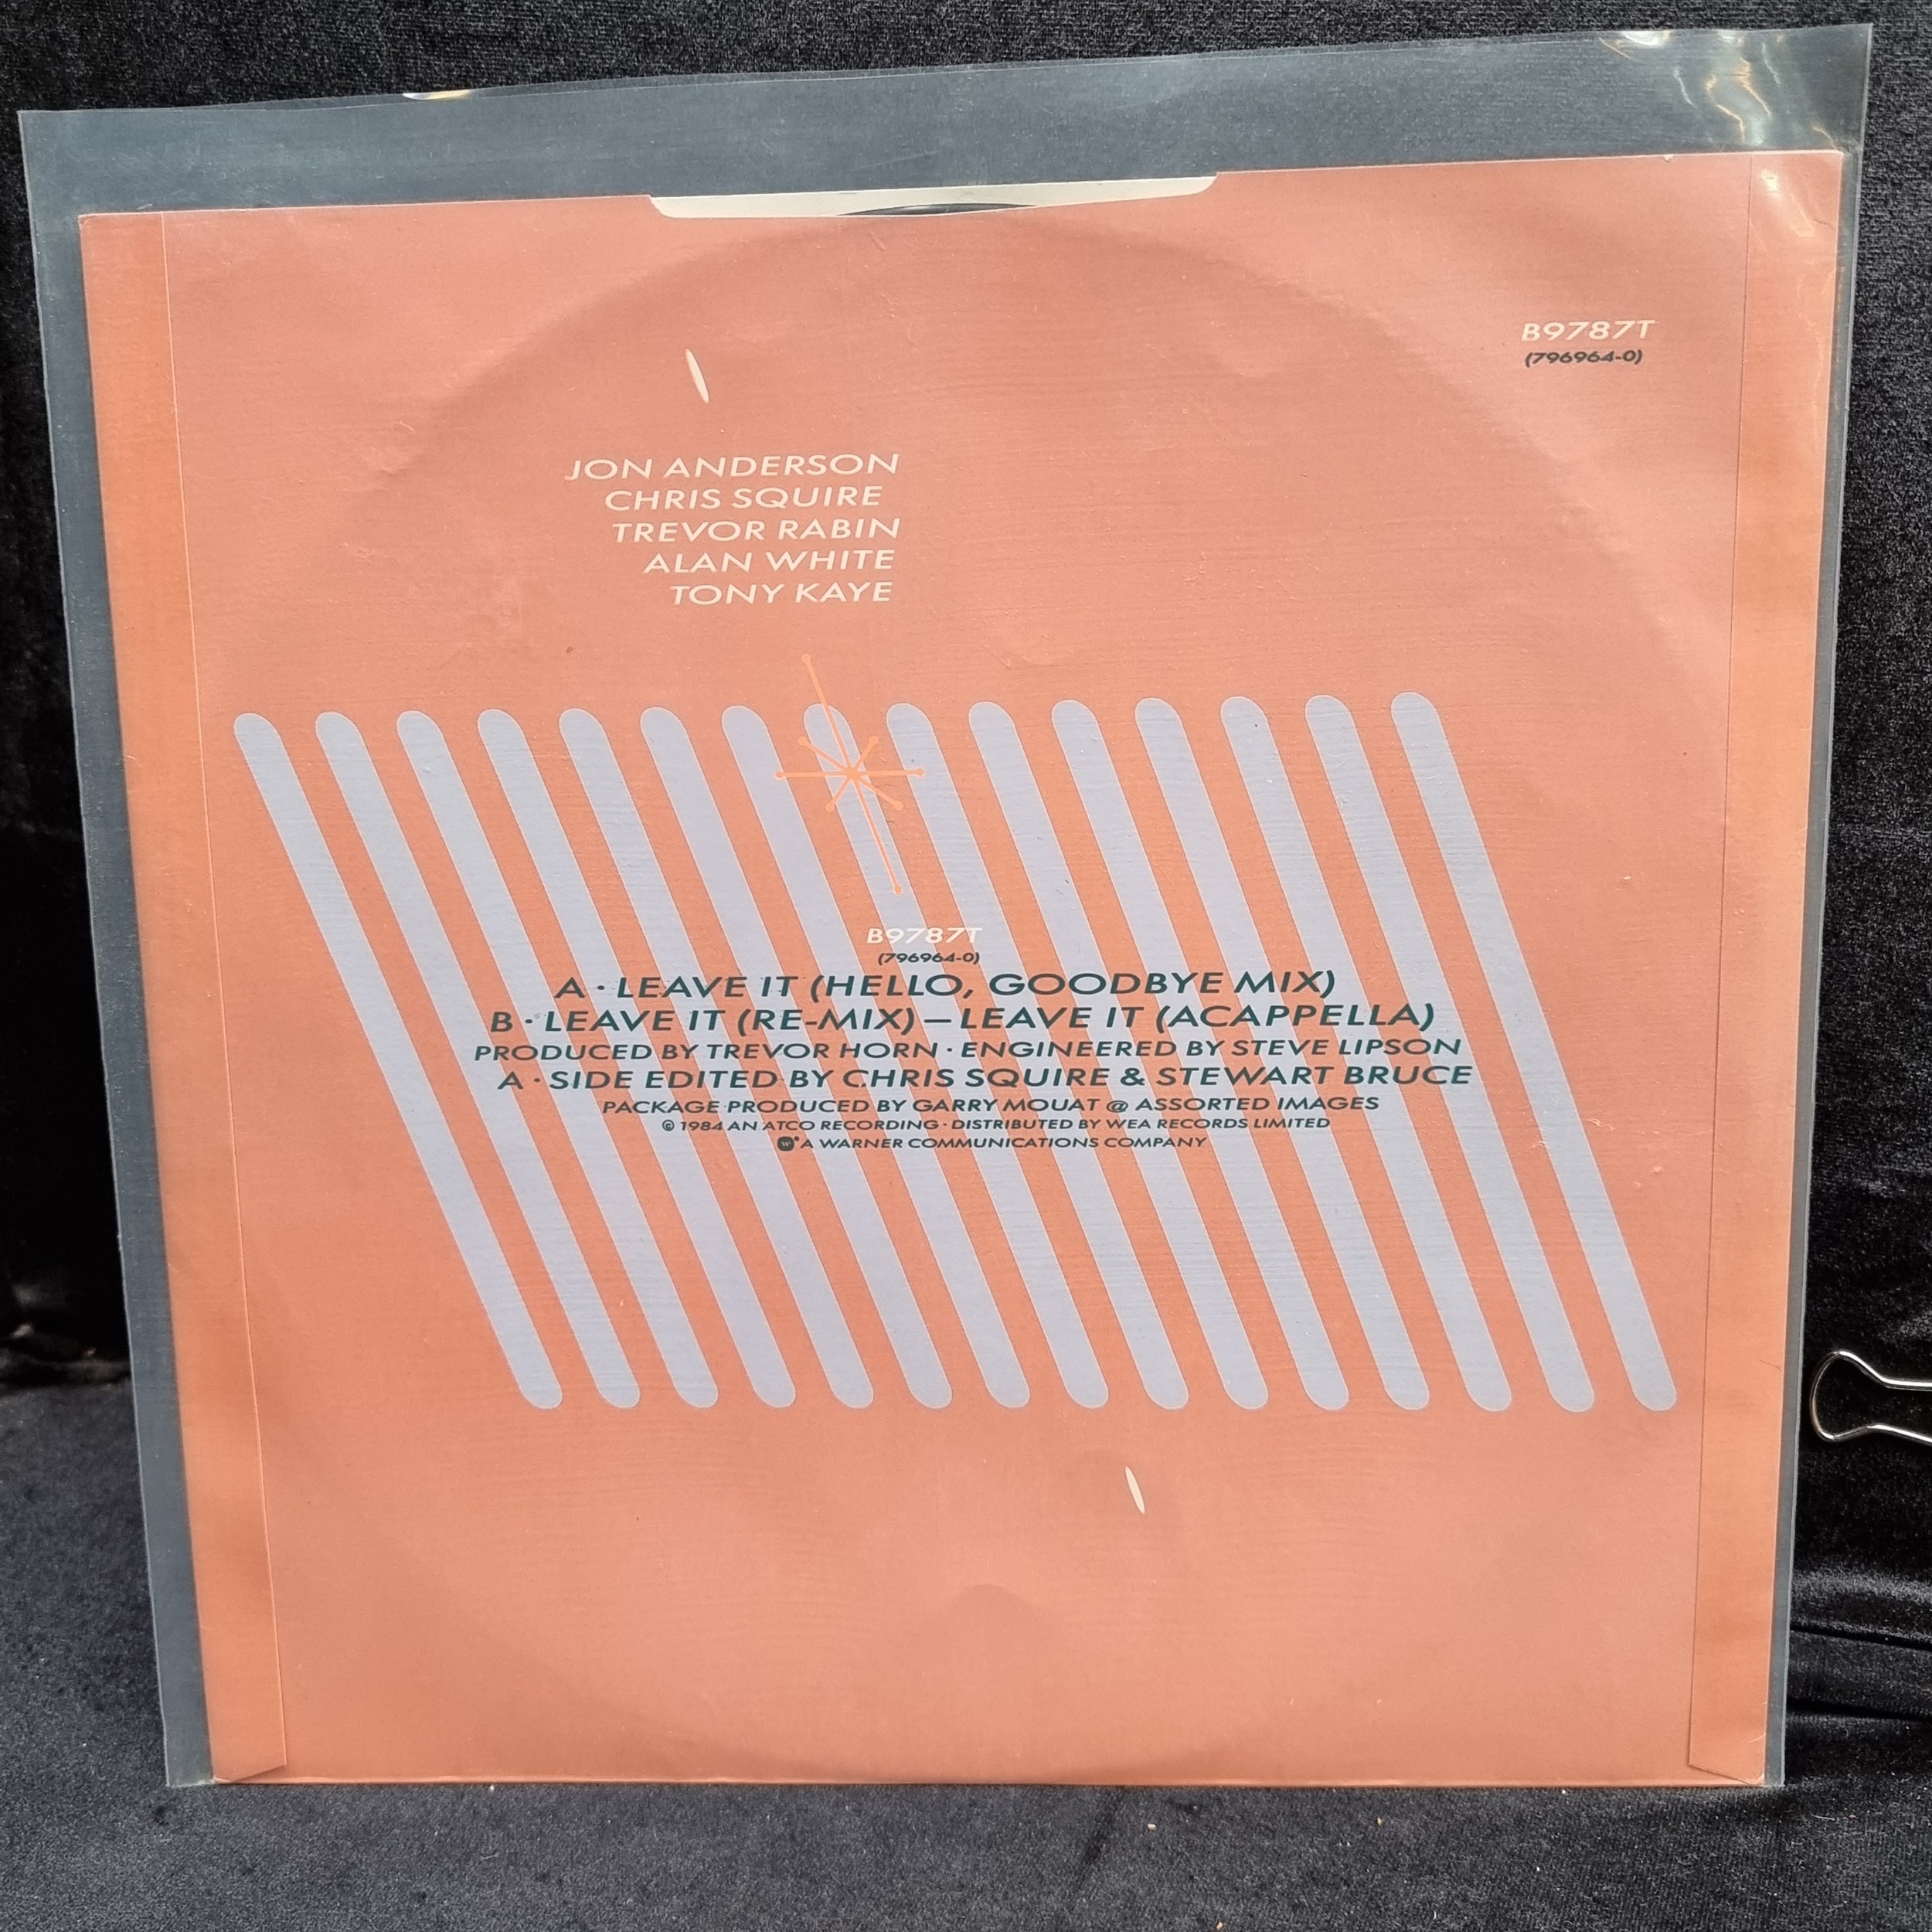 B9787T
(796964-0)
JON ANDERSON
CHRIS SQUIRE
TREVOR RABIN
ALAN WHITE
TONY KAYE
B9787T
(796964-0)
A · LEAVE IT (HELLO, GOODBYE MIX)
B · LEAVE IT (RE-MIX) – LEAVE IT (ACAPPELLA)
PRODUCED BY TREVOR HORN · ENGINEERED BY STEVE LIPSON
A · SIDE EDITED BY CHRIS SQUIRE & STEWART BRUCE
PACKAGE PRODUCED BY GARRY MOUAT @ ASSORTED IMAGES
© 1984 AN ATCO RECORDING · DISTRIBUTED BY WEA RECORDS LIMITED
A WARNER COMMUNICATIONS COMPANY